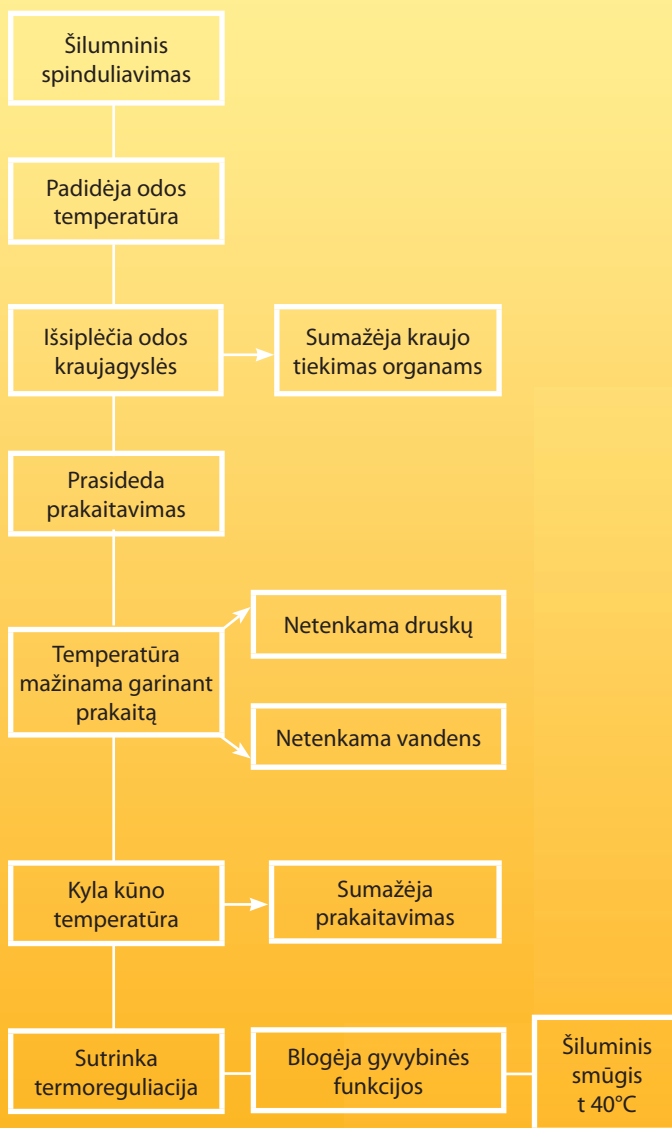 Šilumninis
spinduliavimas
Padidėja odos
temperatūra
Išsiplėčia odos
kraujagyslės
Sumažėja kraujo
tiekimas organams
Prasideda
prakaitavimas
Temperatūra
mažinama garinant
prakaitą
Netenkama druskų
Netenkama vandens
Kyla kūno
temperatūra
Sumažėja
prakaitavimas
Sutrinka
termoreguliacija
Blogėja gyvybinės
funkcijos
Šiluminis
smūgis
t 40°C